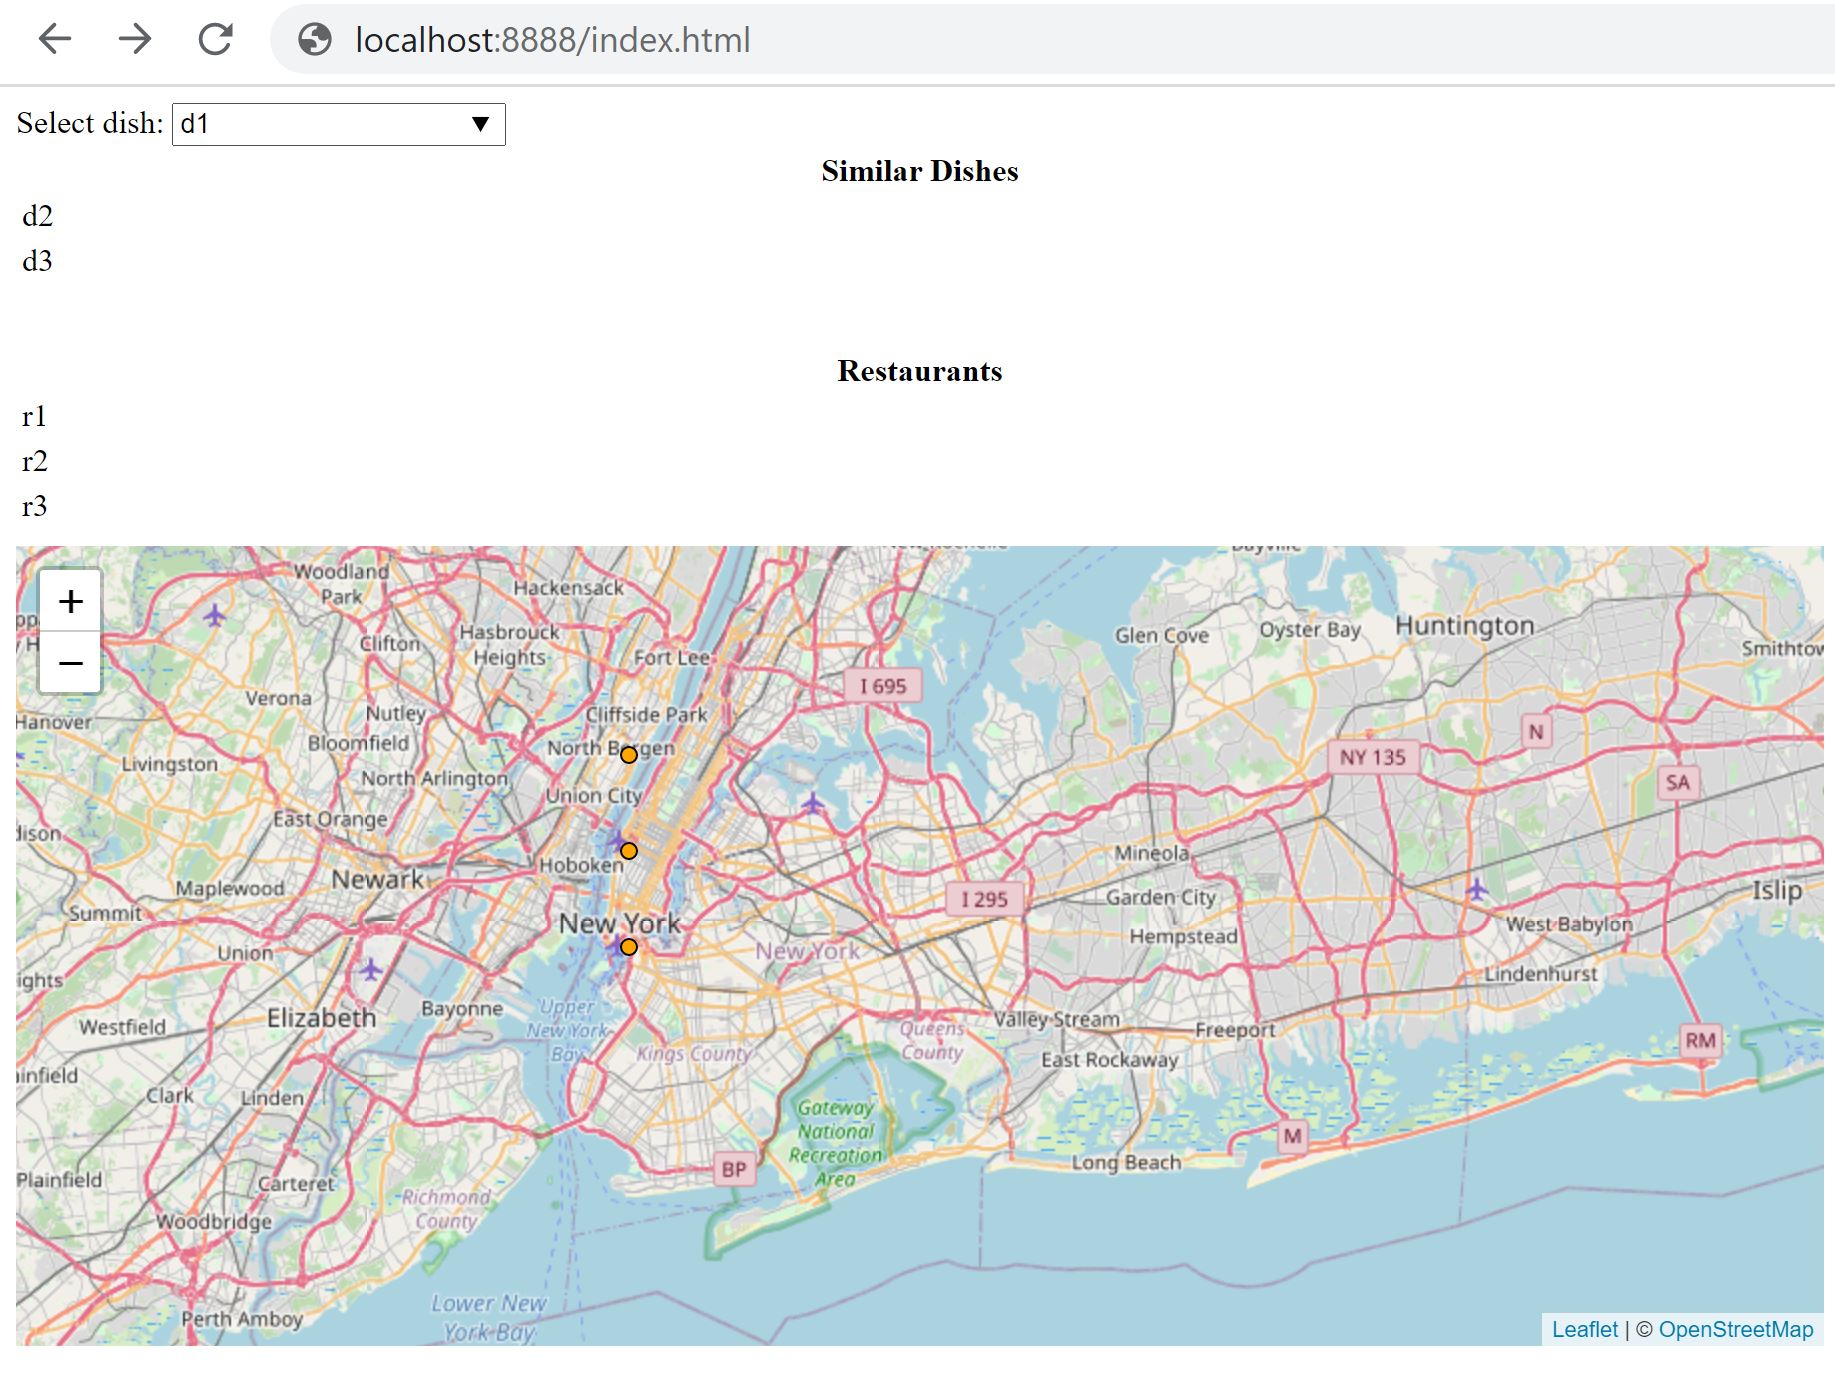 localhost:8888/index.html
Select dish: d1
Similar Dishes
d2
d3
Restaurants
r1
r2
r3
+
−
Woodland
Park
Hackensack
Clifton
Hasbrouck
Heights
Fort Lee
Glen Cove
Oyster Bay
Huntington
Smithtow
I 695
Verona
Nutley
Cliffside Park
Hanover
Bloomfield
North Bergen
N
NY 135
Livingston
North Arlington
SA
Union City
East Orange
Hoboken
Mineola
Newark
Maplewood
I 295
Garden City
Islip
Summit
New York
West Babylon
Hempstead
Union
New York
Lindenhurst
Bayonne
Upper
New York
Bay
Elizabeth
Westfield
Queens
County
Valley Stream
Freeport
RM
Kings County
East Rockaway
Clark
Linden
Gateway
National
Recreation
Area
M
Long Beach
BP
Plainfield
Carteret
Richmond
County
Woodbridge
Lower New
York Bay
Perth Amboy
Leaflet | © OpenStreetMap